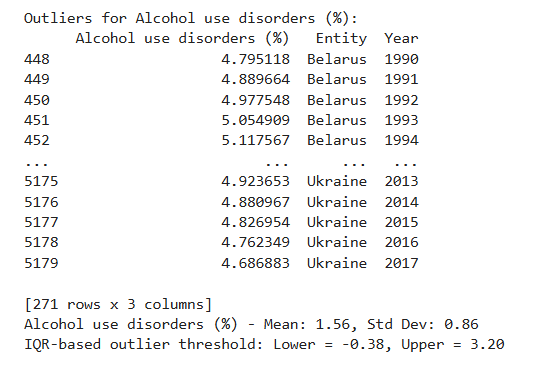 Outliers for Alcohol use disorders (%):
Alcohol use disorders (%) Entity Year
448 4.795118 Belarus 1990
449 4.889664 Belarus 1991
450 4.977548 Belarus 1992
451 5.054909 Belarus 1993
452 5.117567 Belarus 1994
... ... ... ...
5175 4.923653 Ukraine 2013
5176 4.880967 Ukraine 2014
5177 4.826954 Ukraine 2015
5178 4.762349 Ukraine 2016
5179 4.686883 Ukraine 2017
[271 rows x 3 columns]
Alcohol use disorders (%) - Mean: 1.56, Std Dev: 0.86
IQR-based outlier threshold: Lower = -0.38, Upper = 3.20